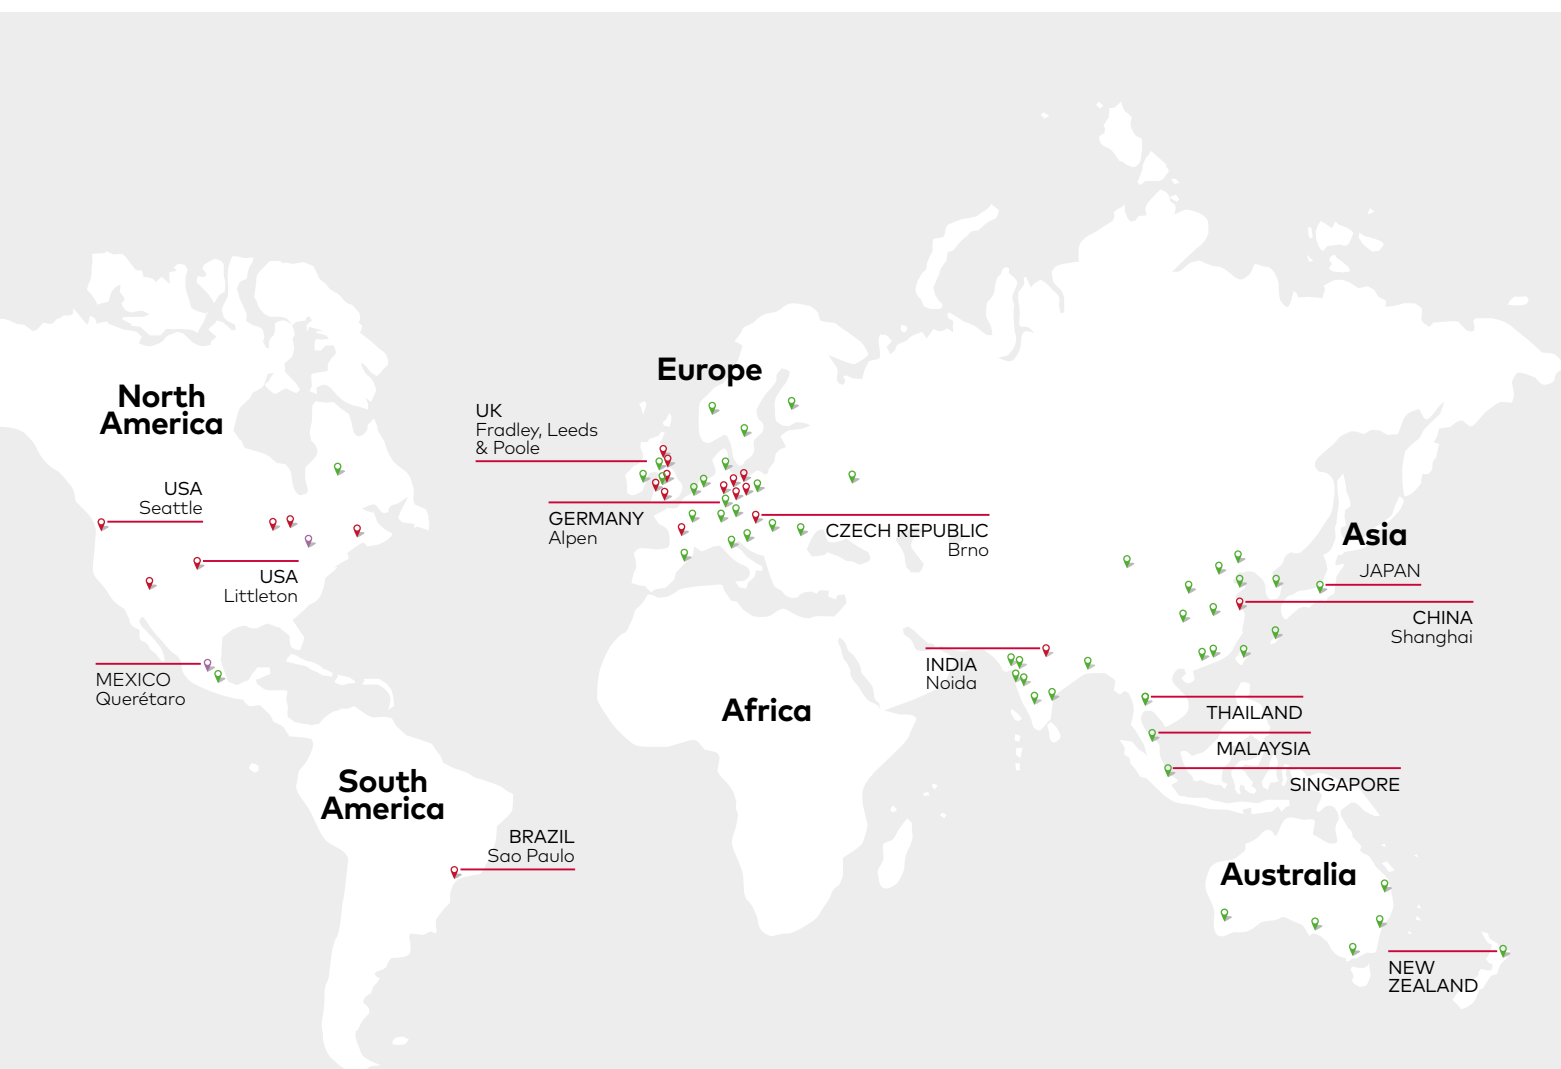 North
America
USA
Seattle
USA
Littleton
MEXICO
Querétaro
South
America
BRAZIL
Sao Paulo
Europe
UK
Fradley, Leeds
& Poole
GERMANY
Alpen
CZECH REPUBLIC
Brno
Africa
Asia
JAPAN
CHINA
Shanghai
INDIA
Noida
THAILAND
MALAYSIA
SINGAPORE
Australia
NEW
ZEALAND